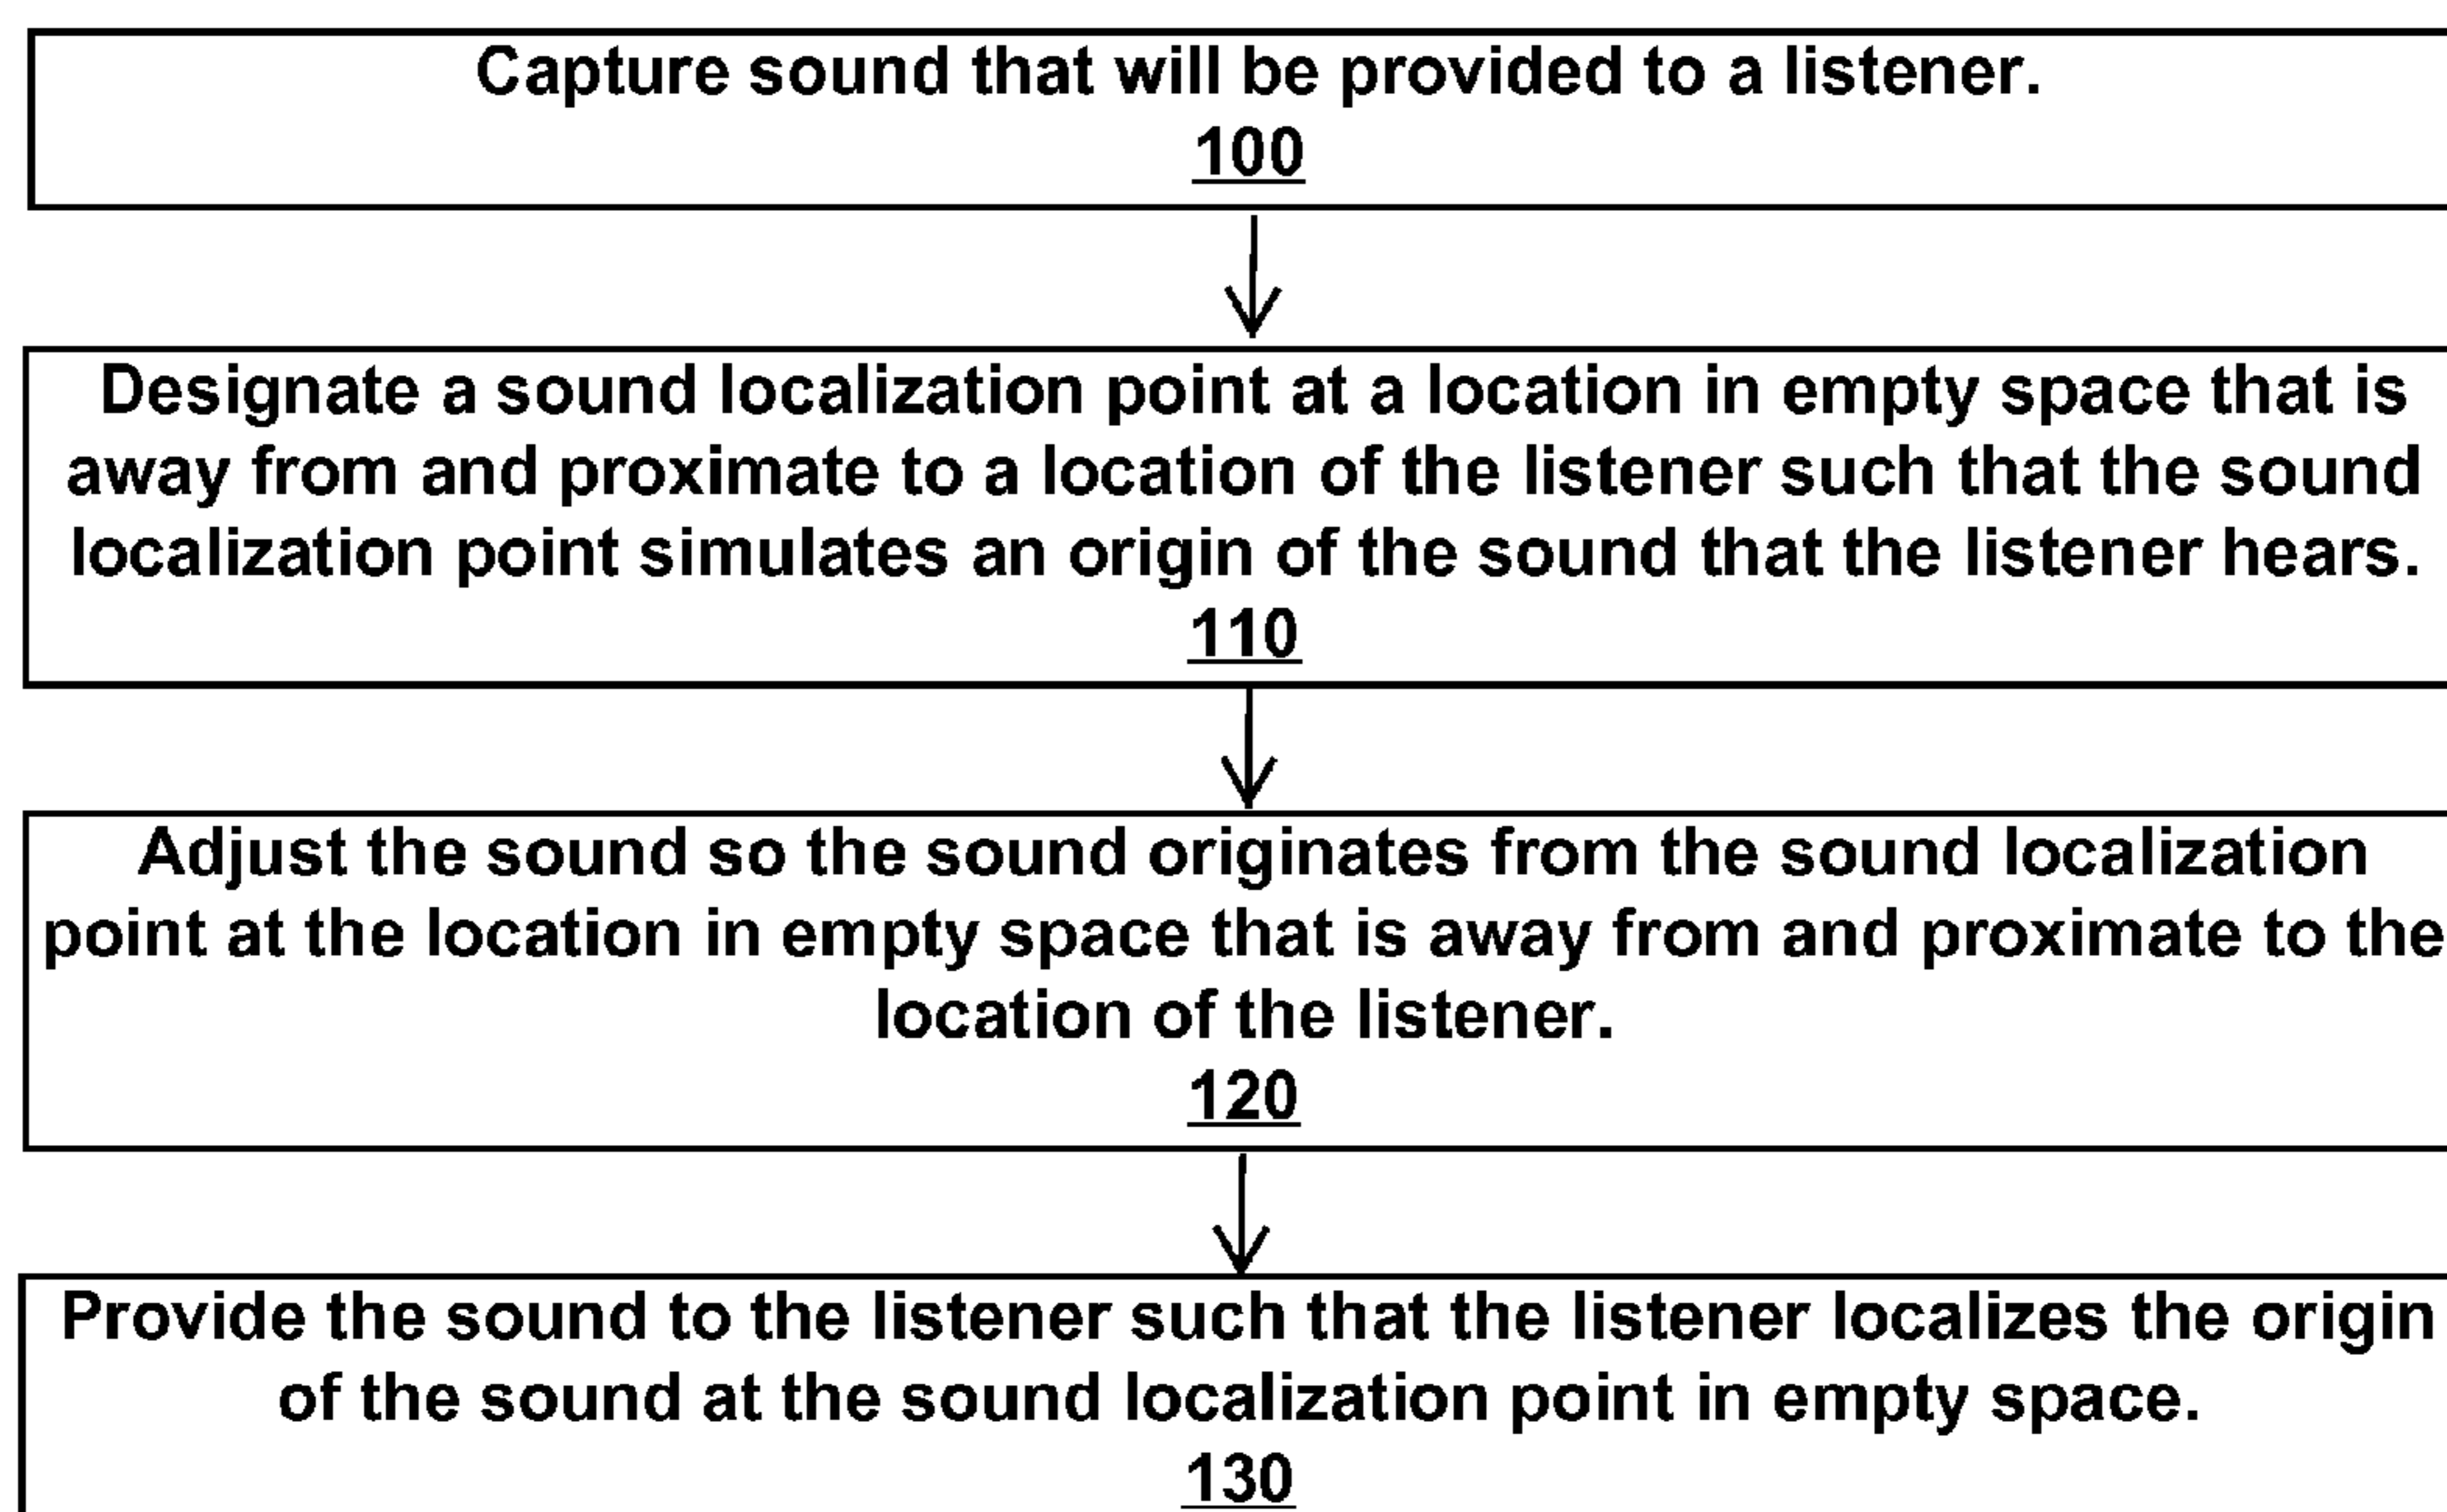 Capture sound that will be provided to a listener.
100
Designate a sound localization point at a location in empty space that is
away from and proximate to a location of the listener such that the sound
localization point simulates an origin of the sound that the listener hears.
110
Adjust the sound so the sound originates from the sound localization
point at the location in empty space that is away from and proximate to the
location of the listener.
120
Provide the sound to the listener such that the listener localizes the origin
of the sound at the sound localization point in empty space.
130